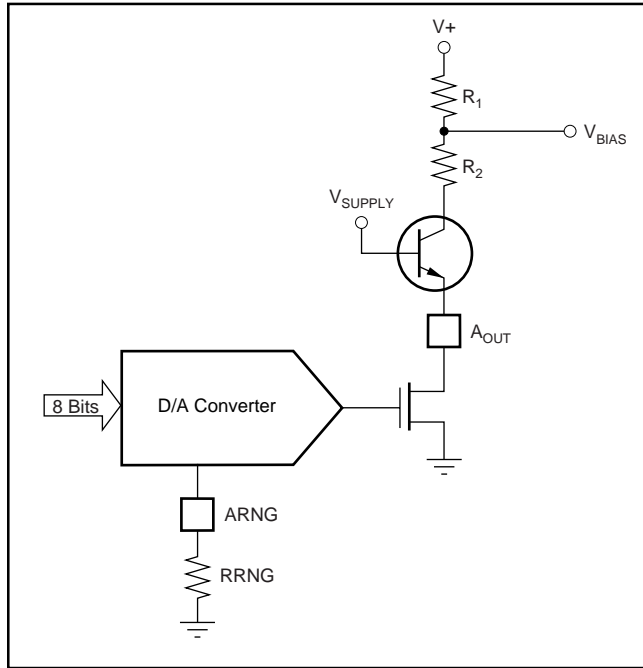 V+
R1
VBIAS
R2
VSUPPLY
AOUT
8 Bits
D/A Converter
ARNG
RRNG